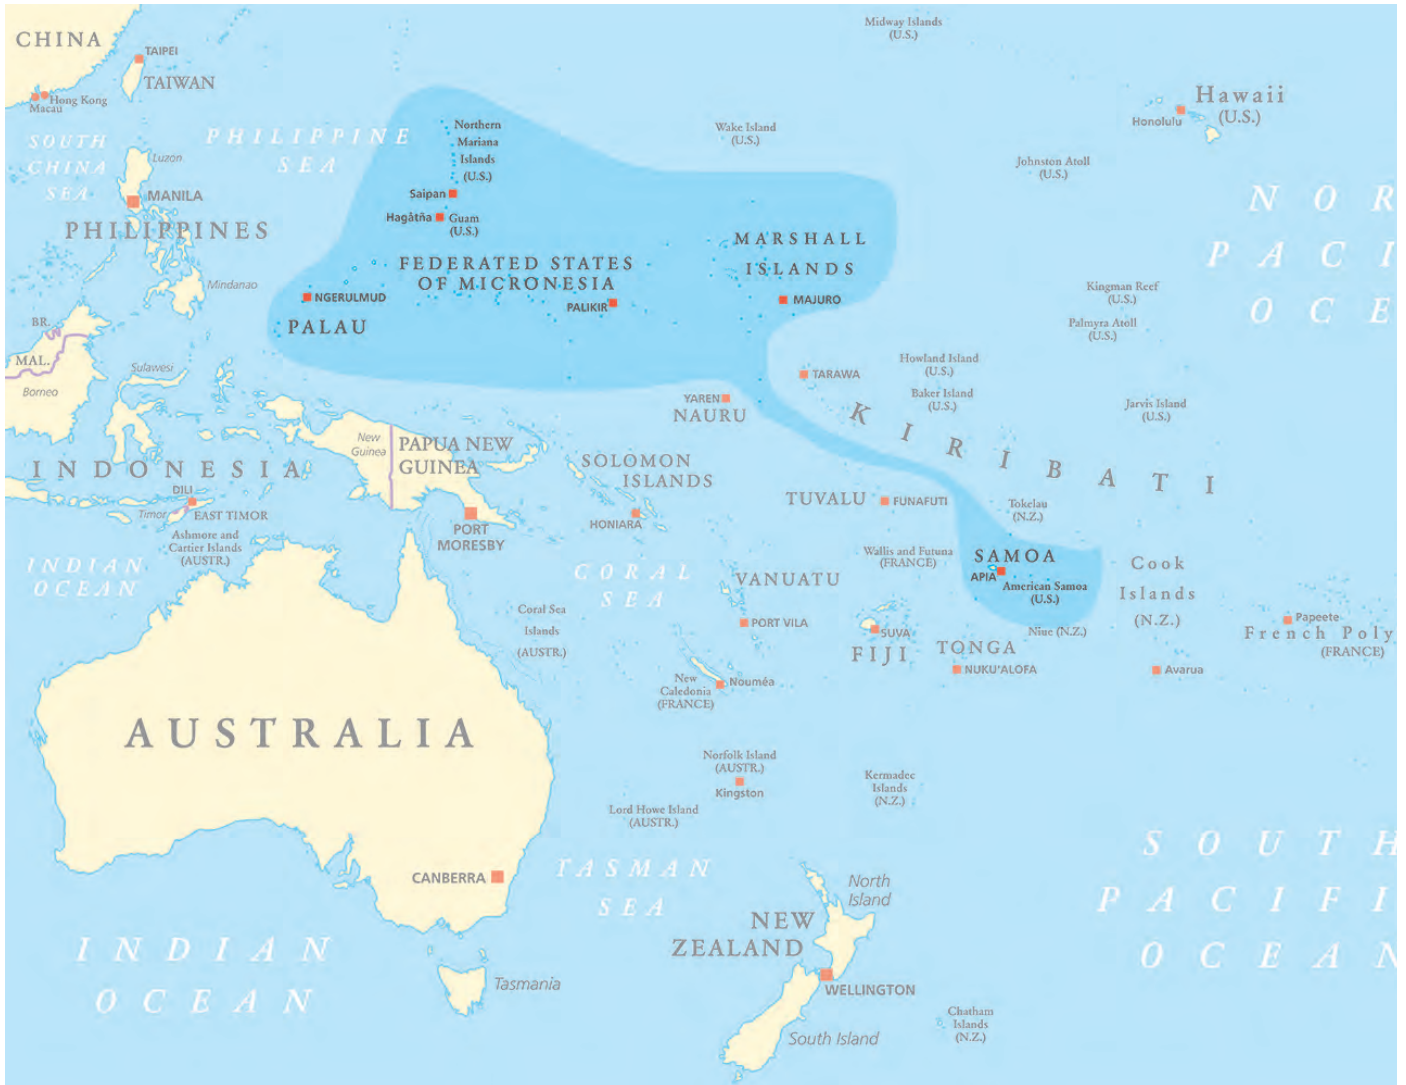 CHINA
TAIPEI
TAIWAN
Hong Kong
Macau
SOUTH
CHINA
SEA
PHILIPPINE
SEA
Luzon
MANILA
PHILIPPINES
Mindanao
Northern
Mariana
Islands
(U.S.)
Saipan
Hagåtña
Guam
(U.S.)
FEDERATED STATES
OF MICRONESIA
NGERULMUD
PALAU
PALIKIR
MARSHALL
ISLANDS
MAJURO
Midway Islands
(U.S.)
Wake Island
(U.S.)
Hawaii
(U.S.)
Honolulu
Johnston Atoll
(U.S.)
NOR
PACI
OCE
Kingman Reef
(U.S.)
Palmyra Atoll
(U.S.)
Howland Island
(U.S.)
Baker Island
(U.S.)
Jarvis Island
(U.S.)
BR.
MAL.
Borneo
Sulawesi
TARAWA
YAREN
NAURU
KIRIBATI
New
Guinea
PAPUA NEW
GUINEA
INDONESIA
SOLOMON
ISLANDS
HONIARA
TUVALU
FUNAFUTI
Tokelau
(N.Z.)
DILI
Timor
EAST TIMOR
Ashmore and
Cartier Islands
(AUSTR.)
PORT
MORESBY
INDIAN
OCEAN
CORAL
SEA
Wallis and Futuna
(FRANCE)
SAMOA
APIA
American Samoa
(U.S.)
Cook
Islands
(N.Z.)
VANUATU
PORT VILA
Coral Sea
Islands
(AUSTR.)
SUVA
FIJI
Niue (N.Z.)
TONGA
NUKU'ALOFA
Papeete
French Poly
(FRANCE)
Avarua
New
Caledonia
(FRANCE)
Nouméa
AUSTRALIA
Norfolk Island
(AUSTR.)
Kingston
Kermadec
Islands
(N.Z.)
Lord Howe Island
(AUSTR.)
CANBERRA
TASMAN
SEA
SOUTH
PACIFI
OCEAN
North
Island
NEW
ZEALAND
INDIAN
OCEAN
Tasmania
WELLINGTON
South Island
Chatham
Islands
(N.Z.)